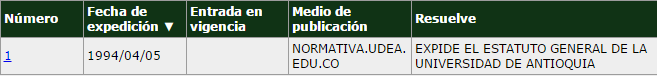 Número Fecha de expedición ▼ Entrada en vigencia Medio de publicación Resuelve
1 1994/04/05 NORMATIVA.UDEA.EDU.CO EXPIDE EL ESTATUTO GENERAL DE LA UNIVERSIDAD DE ANTIOQUIA